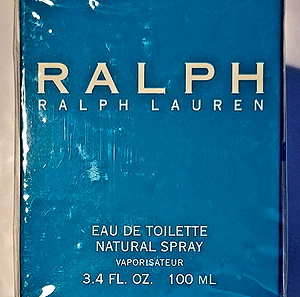 RALPH
RALPH LAUREN
EAU DE TOILETTE
NATURAL SPRAY
VAPORISATEUR
3.4 FL. OZ. 100 ML